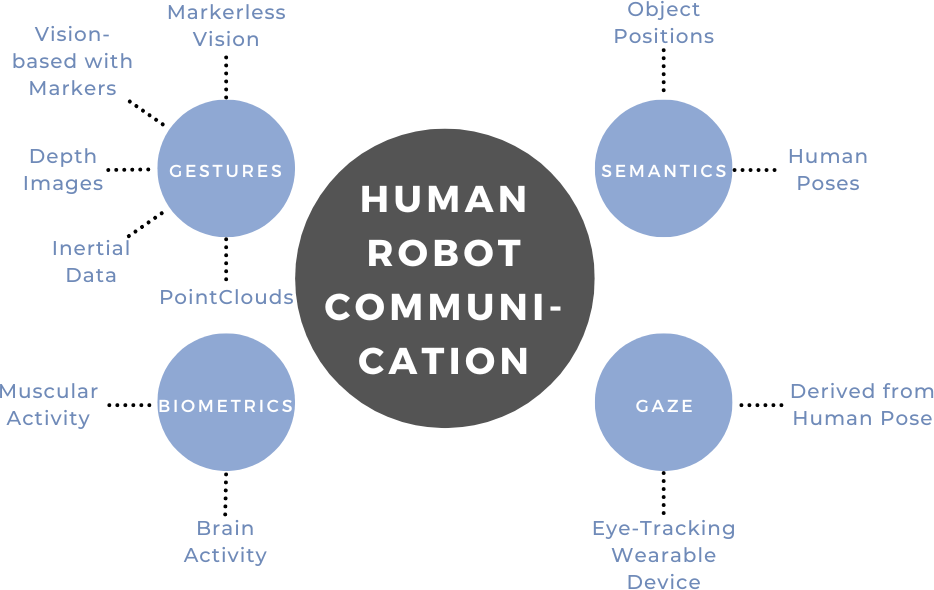 Markerless
Vision
Vision-
based with
Markers
Depth
Images
Inertial
Data
PointClouds
GESTURES
HUMAN
ROBOT
COMMUNI-
CATION
Object
Positions
SEMANTICS
Human
Poses
Muscular
Activity
BIOMETRICS
Brain
Activity
GAZE
Derived from
Human Pose
Eye-Tracking
Wearable
Device